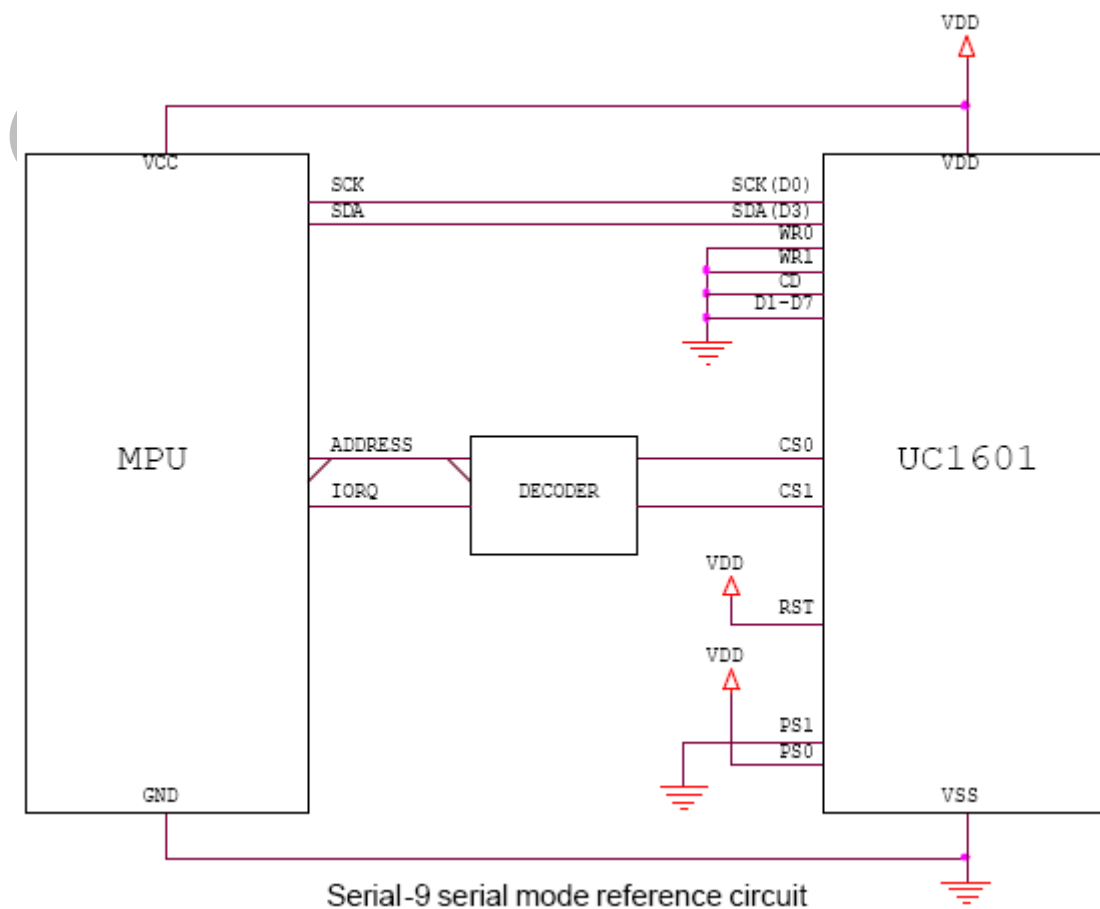 VDD
VCC
VDD
SCK
SCK(D0)
SDA
SDA(D3)
WR0
WR1
CD
D1-D7
MPU
ADDRESS
IORQ
DECODER
CS0
CS1
UC1601
VDD
RST
VDD
PS1
PS0
GND
VSS
Serial-9 serial mode reference circuit